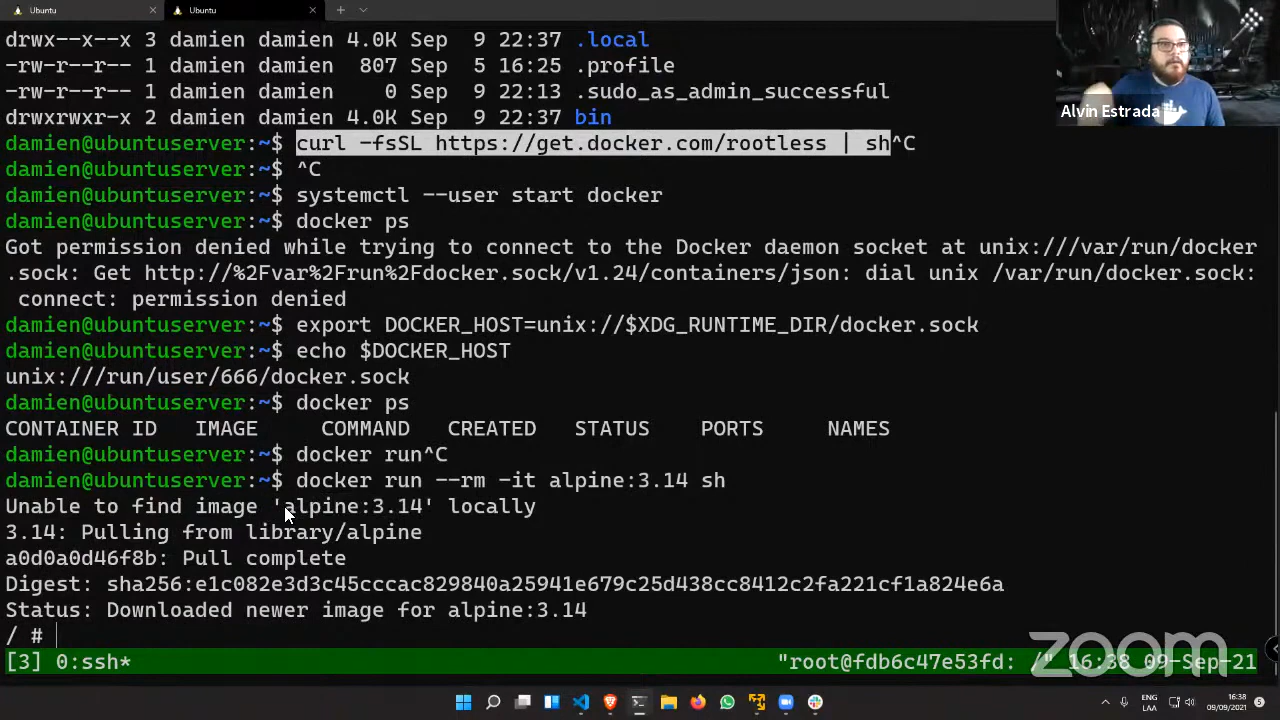 Ubuntu
Ubuntu
drwx--x--x 3 damien damien 4.0K Sep  9 22:37 .local
-rw-r--r-- 1 damien damien  807 Sep  5 16:25 .profile
-rw-r--r-- 1 damien damien    0 Sep  9 22:13 .sudo_as_admin_successful
drwxrwxr-x 2 damien damien 4.0K Sep  9 22:37 bin
Alvin Estrada
damien@ubuntuserver:~$ curl -fsSL https://get.docker.com/rootless | sh^C
damien@ubuntuserver:~$ ^C
damien@ubuntuserver:~$ systemctl --user start docker
damien@ubuntuserver:~$ docker ps
Got permission denied while trying to connect to the Docker daemon socket at unix:///var/run/docker
.sock: Get http://%2Fvar%2Frun%2Fdocker.sock/v1.24/containers/json: dial unix /var/run/docker.sock:
 connect: permission denied
damien@ubuntuserver:~$ export DOCKER_HOST=unix://$XDG_RUNTIME_DIR/docker.sock
damien@ubuntuserver:~$ echo $DOCKER_HOST
unix:///run/user/666/docker.sock
damien@ubuntuserver:~$ docker ps
CONTAINER ID   IMAGE     COMMAND   CREATED   STATUS    PORTS     NAMES
damien@ubuntuserver:~$ docker run^C
damien@ubuntuserver:~$ docker run --rm -it alpine:3.14 sh
Unable to find image 'alpine:3.14' locally
3.14: Pulling from library/alpine
a0d0a0d46f8b: Pull complete
Digest: sha256:e1c082e3d3c45cccac829840a25941e679c25d438cc8412c2fa221cf1a824e6a
Status: Downloaded newer image for alpine:3.14
/ #
zoom
[3] 0:ssh* "root@fdb6c47e53fd: /" 16:38 09-Sep-21
ENG
LAA
16:38
09/09/2021